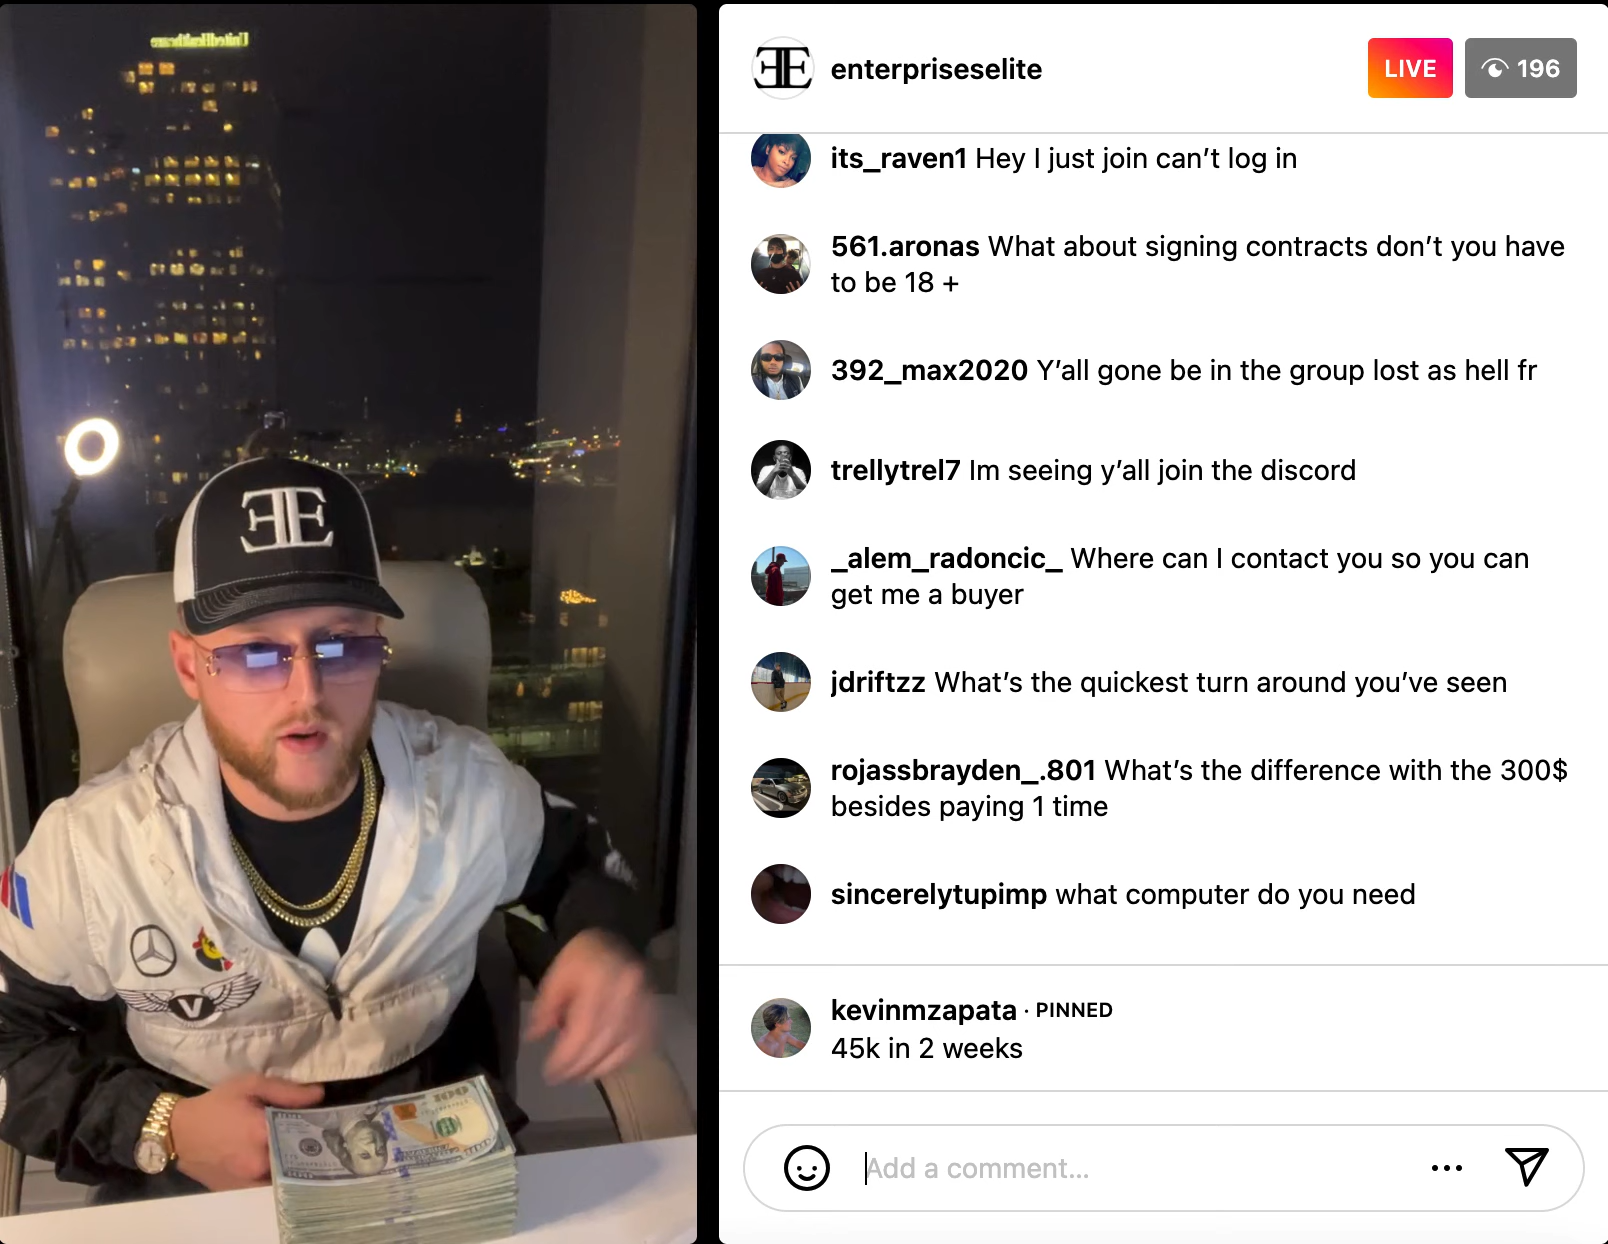 UnitedHealthcare
ƎE
V
100
ƎE
enterpriseselite
LIVE
196
its_raven1 Hey I just join can’t log in
561.aronas What about signing contracts don’t you have
to be 18 +
392_max2020 Y’all gone be in the group lost as hell fr
trellytrel7 Im seeing y’all join the discord
_alem_radoncic_ Where can I contact you so you can
get me a buyer
jdriftzz What’s the quickest turn around you’ve seen
rojassbrayden_.801 What’s the difference with the 300$
besides paying 1 time
sincerelytupimp what computer do you need
kevinmzapata · PINNED
45k in 2 weeks
Add a comment...